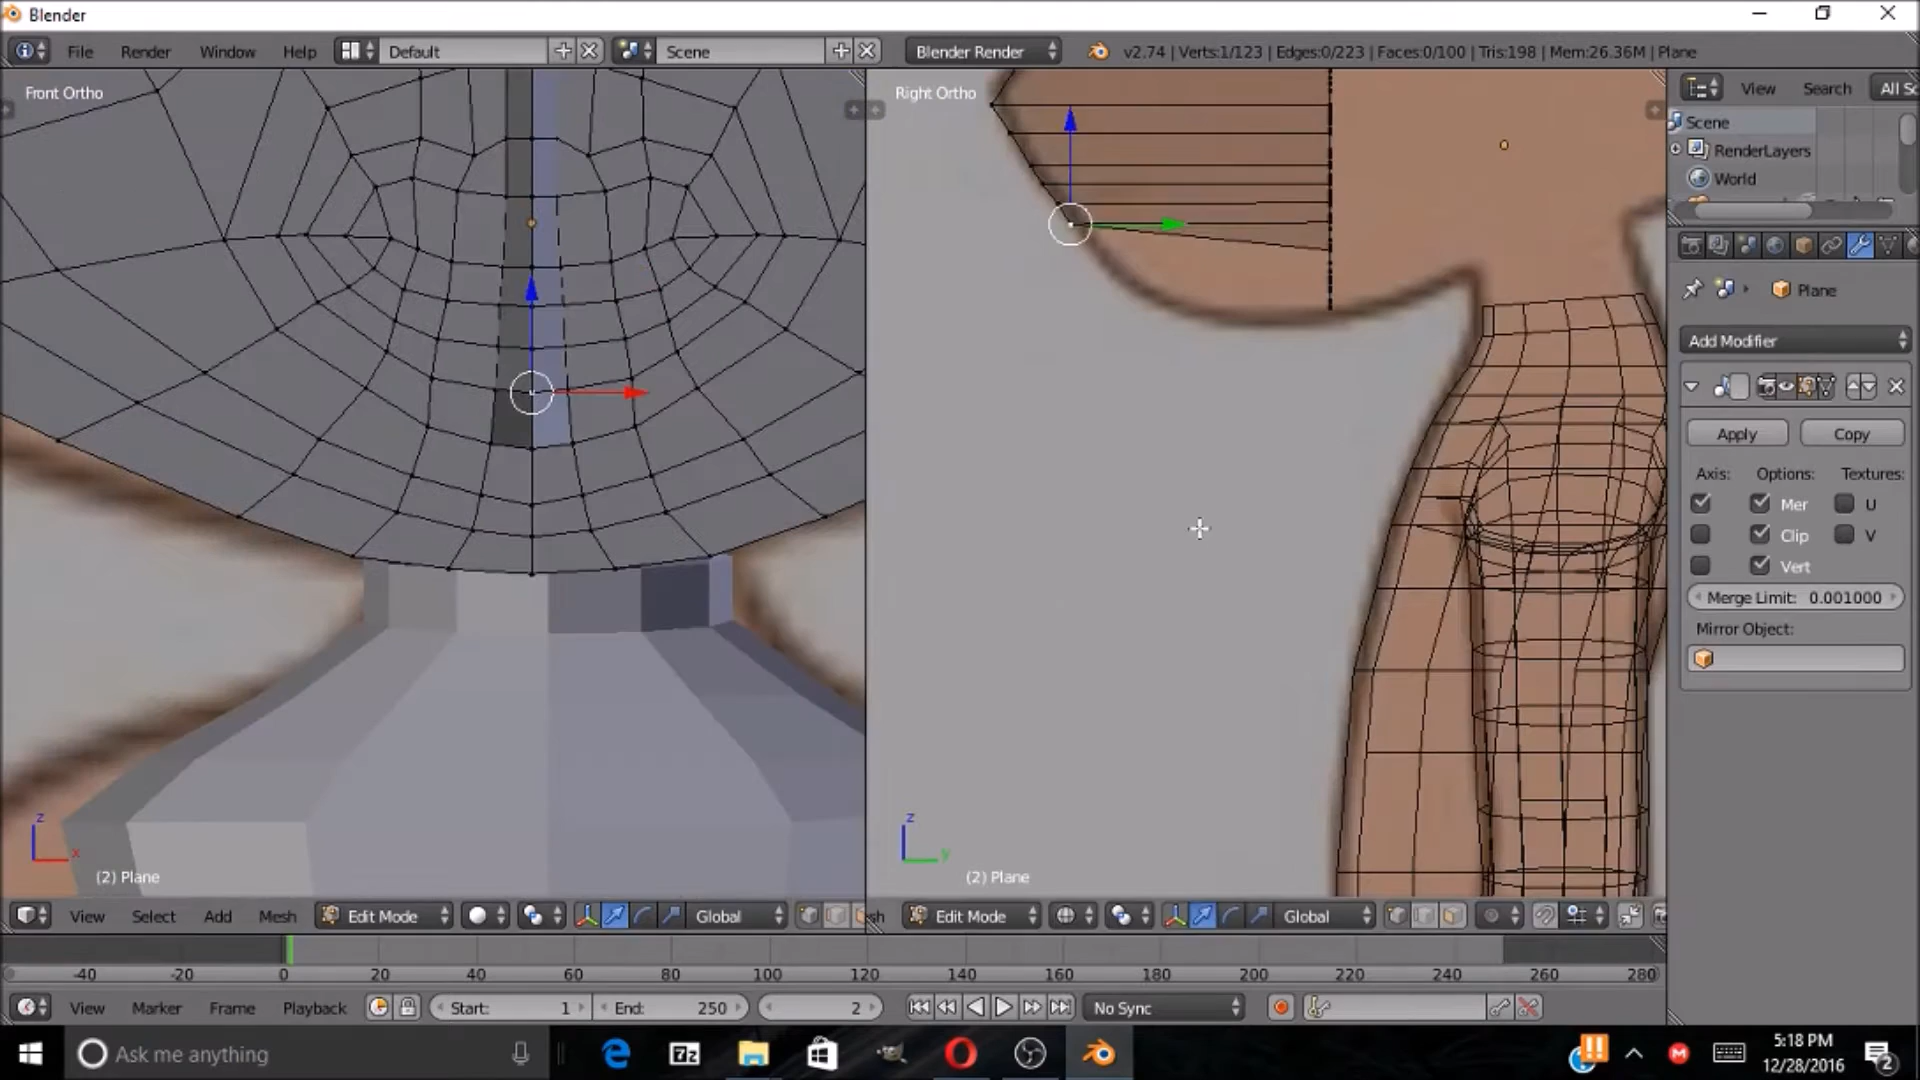 Blender
File Render Window Help Default Scene Blender Render v2.74 | Verts:1/123 | Edges:0/223 | Faces:0/100 | Tris:198 | Mem:26.36M | Plane
Front Ortho
Right Ortho
View Search All Sc
Scene
RenderLayers
World
Plane
Add Modifier
Apply Copy
Axis: Options: Textures:
Mer U
Clip V
Vert
Merge Limit: 0.001000
Mirror Object:
z
x
(2) Plane
z
y
(2) Plane
View Select Add Mesh Edit Mode Global
sh Edit Mode Global
-40 -20 0 20 40 60 80 100 120 140 160 180 200 220 240 260 280
View Marker Frame Playback Start: 1 End: 250 2 No Sync
Ask me anything
7z
5:18 PM
12/28/2016
2